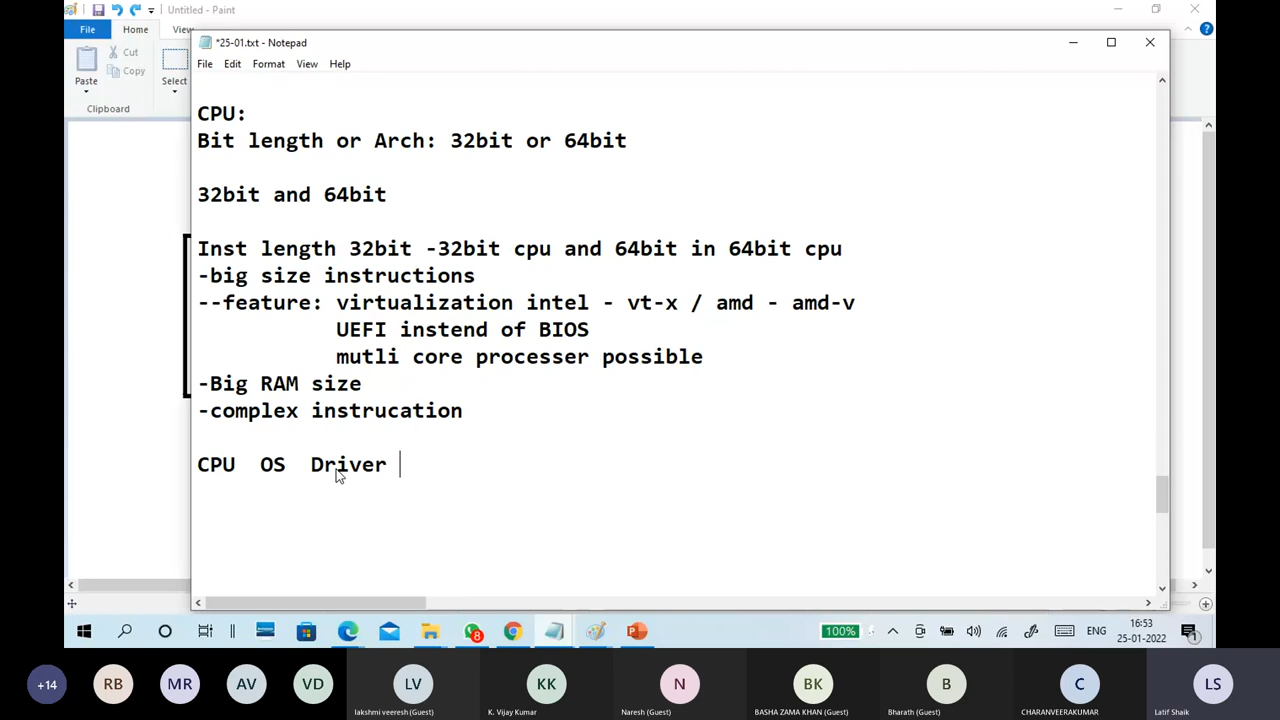 Untitled - Paint
File Home View
*25-01.txt - Notepad
File Edit Format View Help
Cut
Copy
Paste
Select
Clipboard
CPU:
Bit length or Arch: 32bit or 64bit
32bit and 64bit
Inst length 32bit -32bit cpu and 64bit in 64bit cpu
-big size instructions
--feature: virtualization intel - vt-x / amd - amd-v
UEFI instend of BIOS
mutli core processer possible
-Big RAM size
-complex instrucation
CPU OS Driver
8
100%
ENG
16:53
25-01-2022
1
+14
RB
MR
AV
VD
LV
KK
N
BK
B
C
LS
lakshmi veeresh (Guest)
K. Vijay Kumar
Naresh (Guest)
BASHA ZAMA KHAN (Guest)
Bharath (Guest)
CHARANVEERAKUMAR
Latif Shaik